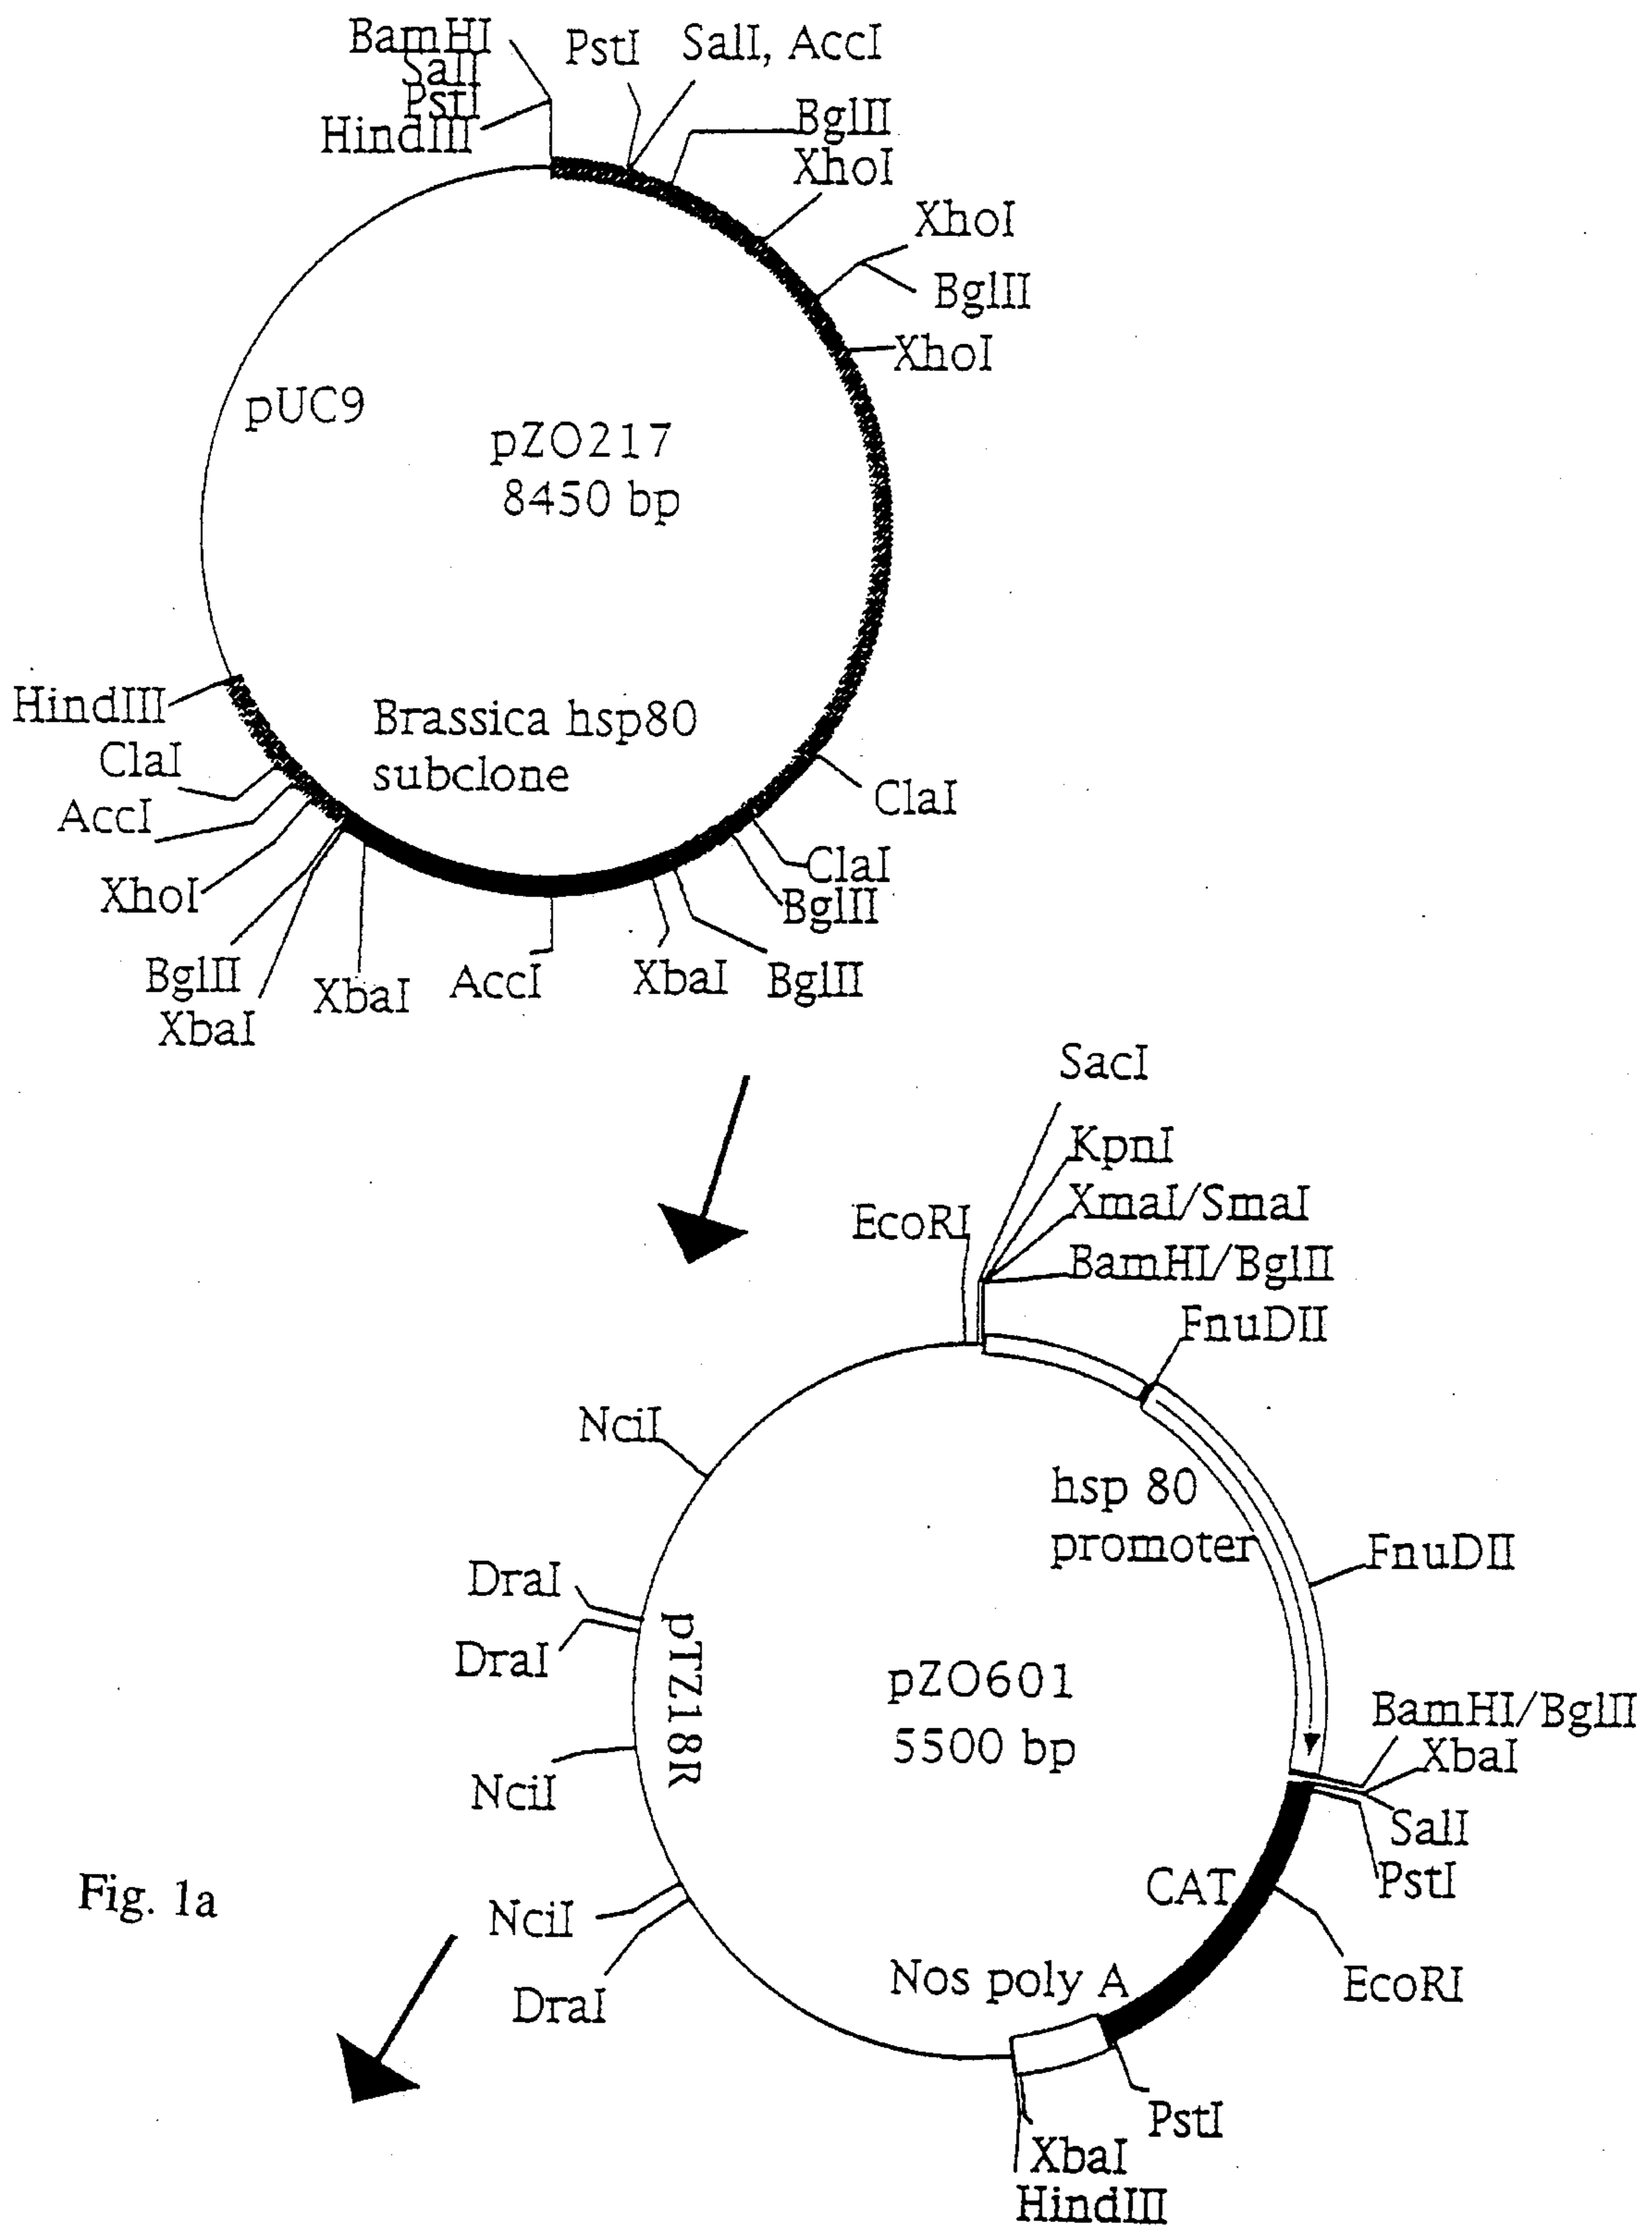 BamHI
SalI
PstI
HindIII
PstI
SalI, AccI
BglII
XhoI
XhoI
BglII
XhoI
pUC9
pZO217
8450 bp
Brassica hsp80
subclone
HindIII
ClaI
AccI
XhoI
BglII
XbaI
XbaI
AccI
XbaI
BglII
BglII
ClaI
ClaI
SacI
KpnI
XmaI/SmaI
BamHI/BglII
EcoRI
FnuDII
NciI
hsp 80
promoter
FnuDII
DraI
DraI
pTZ18R
pZO601
5500 bp
BamHI/BglII
XbaI
SalI
PstI
NciI
CAT
Fig. 1a
NciI
DraI
Nos poly A
EcoRI
PstI
XbaI
HindIII